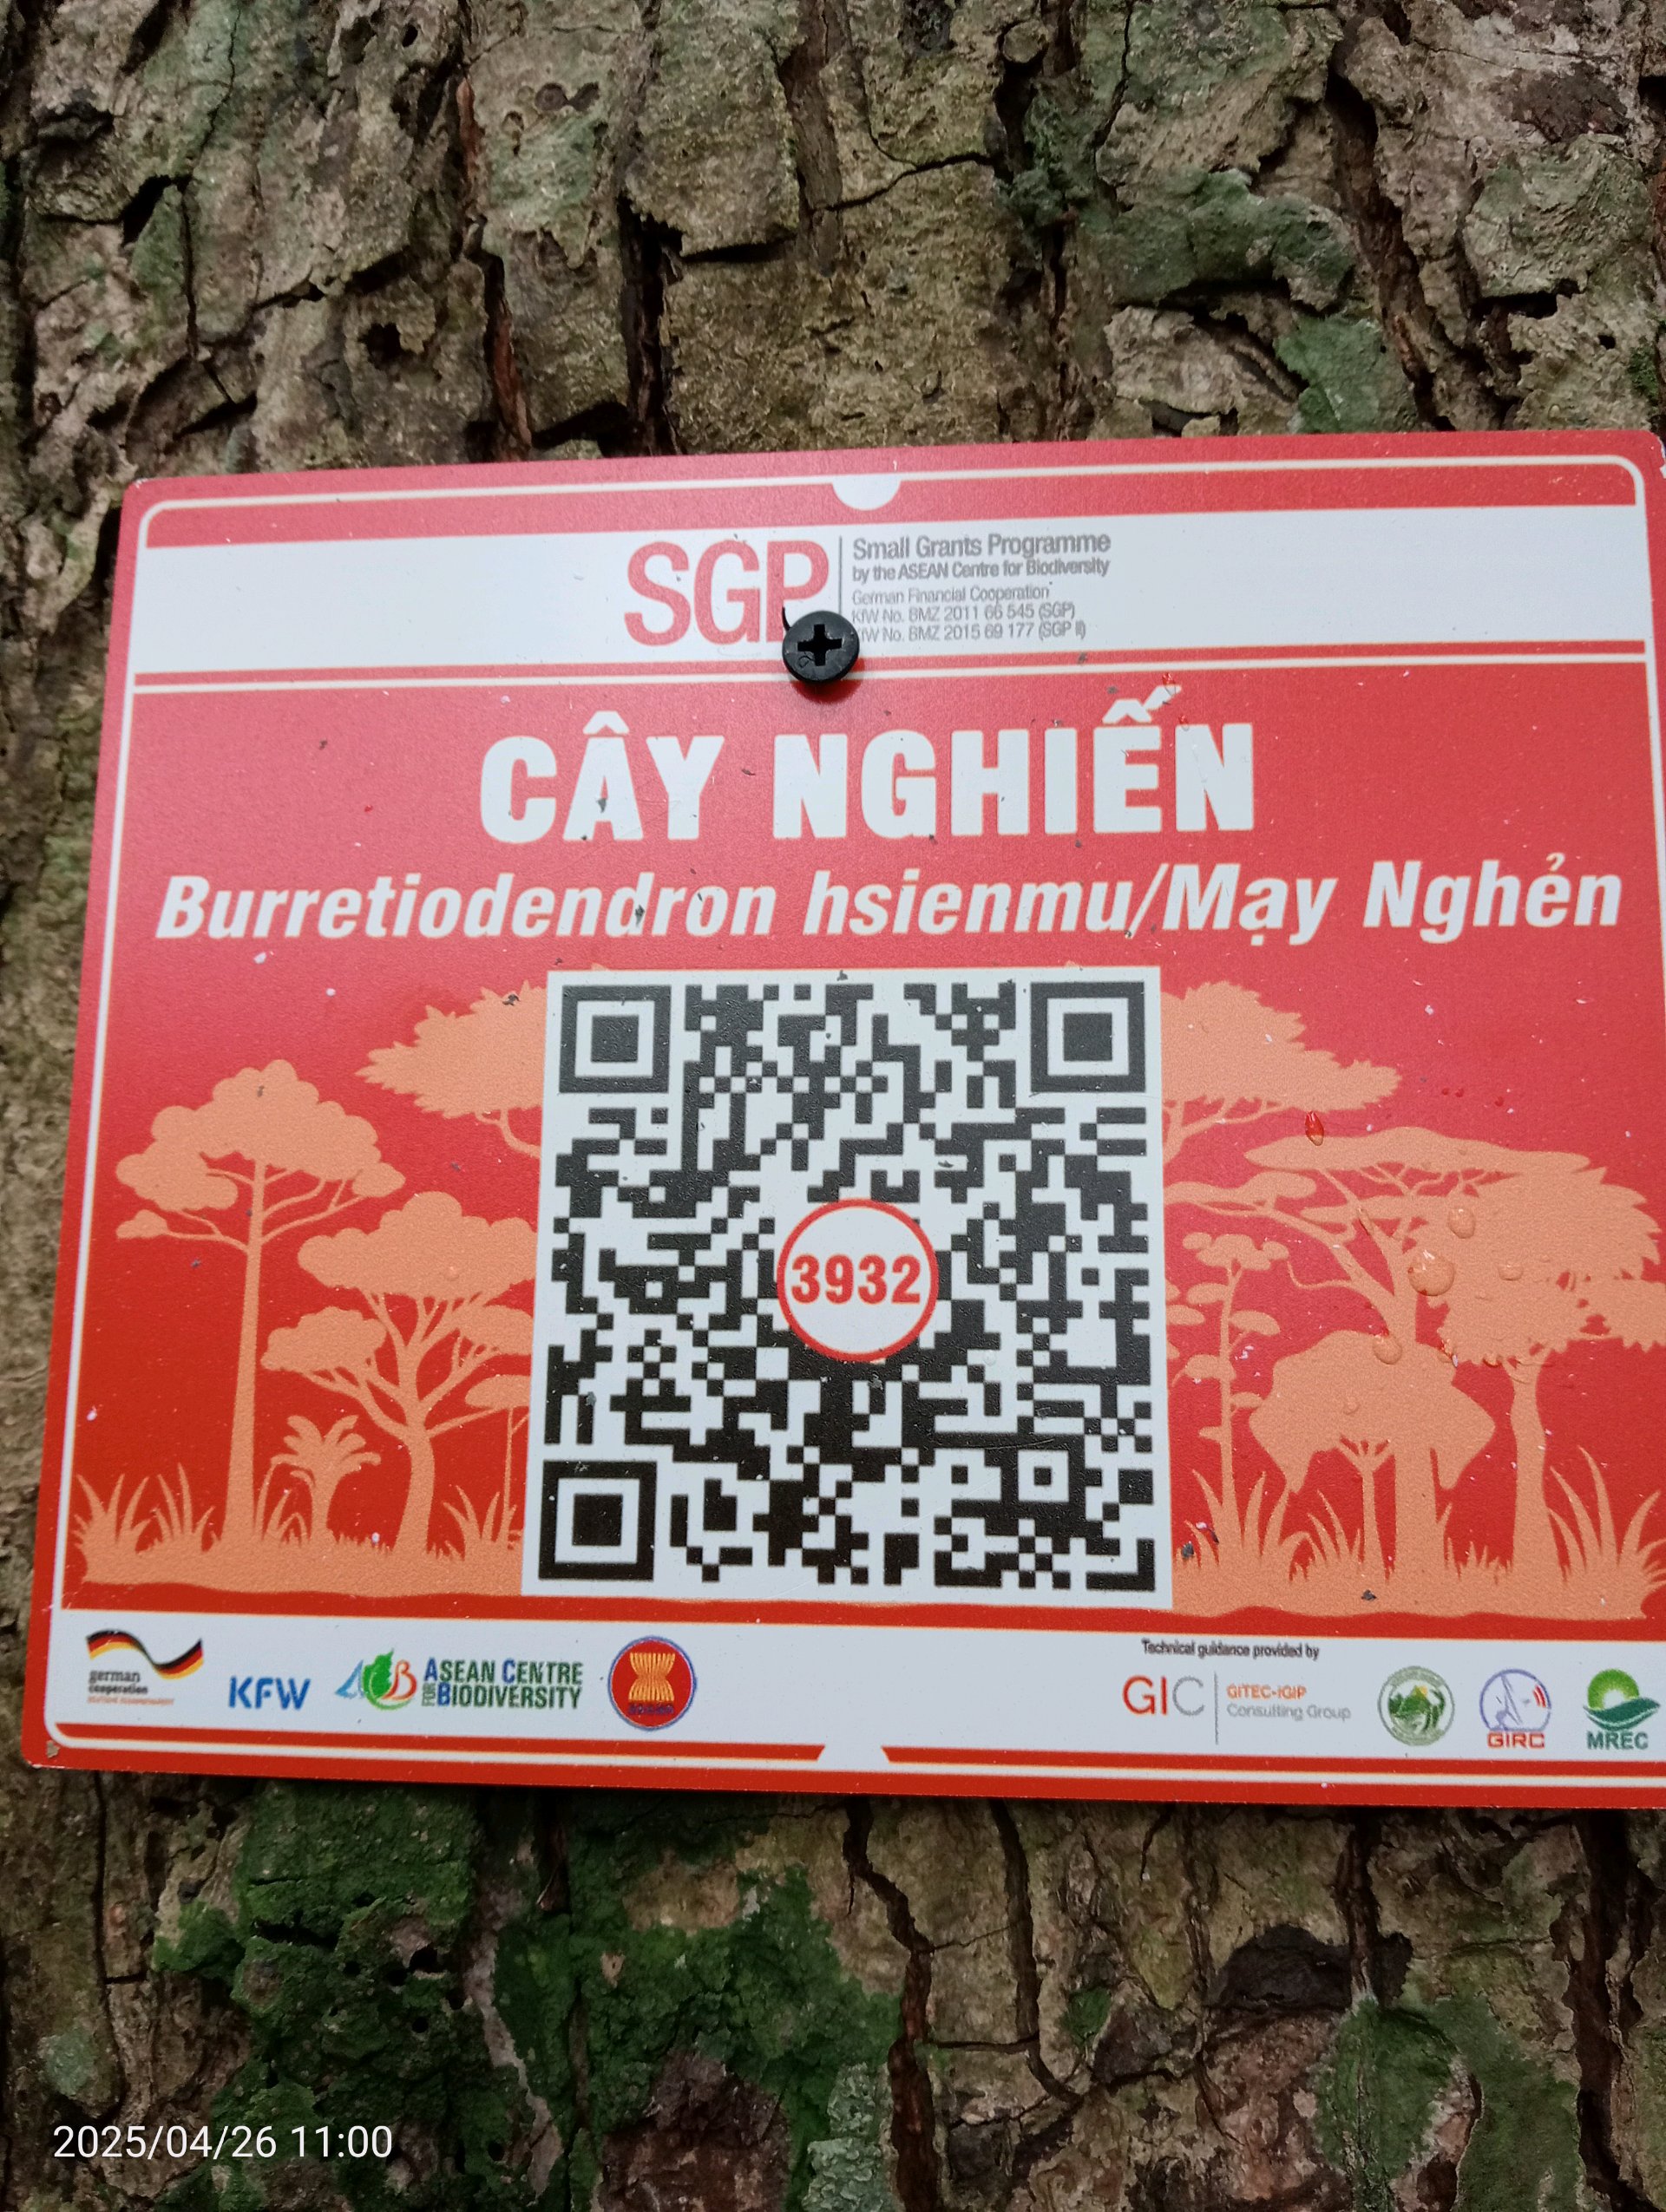 SGP
Small Grants Programme
by the ASEAN Centre for Biodiversity
German Financial Cooperation
KfW No. BMZ 2011 66 545 (SGP)
KfW No. BMZ 2015 69 177 (SGP II)
CÂY NGHIẾN
Burretiodendron hsienmu/Mạy Nghẻn
3932
german
cooperation
KFW
ASEAN CENTRE
FOR BIODIVERSITY
Technical guidance provided by
GIC
GITEC-IGIP
Consulting Group
GIRC
MREC
2025/04/26 11:00